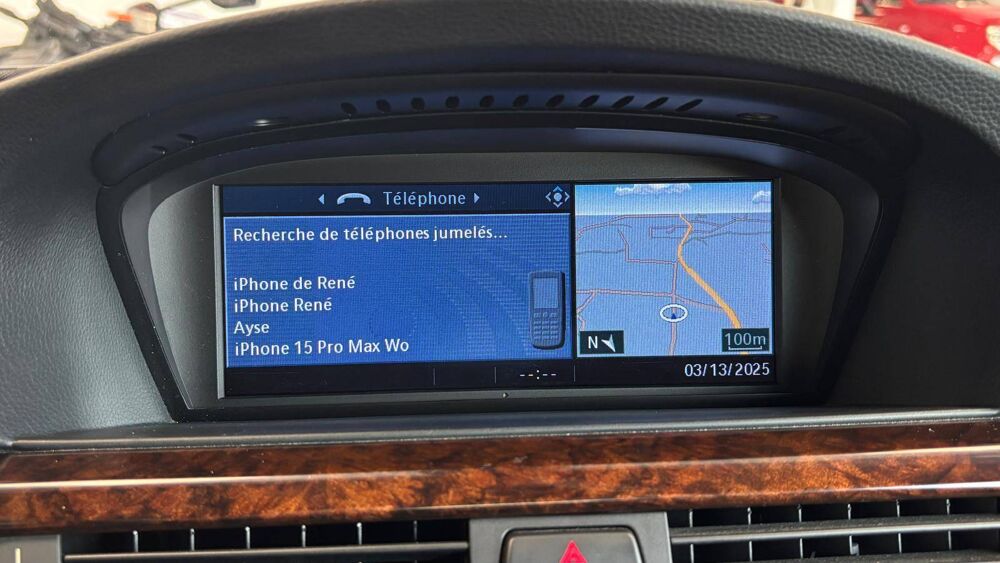 Téléphone
Recherche de téléphones jumelés...
iPhone de René
iPhone René
Ayse
iPhone 15 Pro Max Wo
N
100m
--:--
03/13/2025